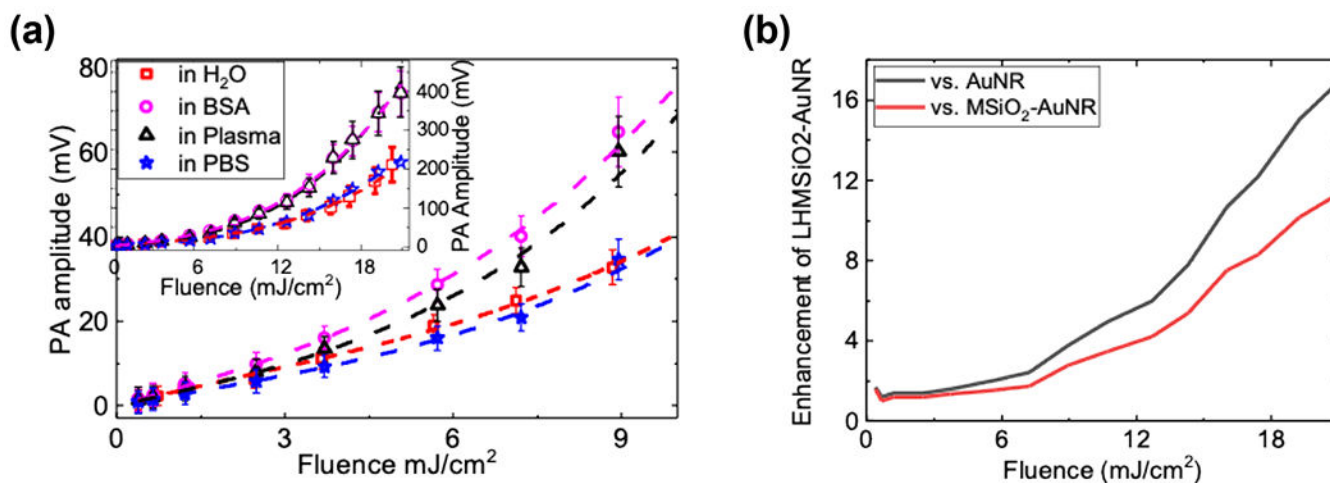 (a)
80
60
40
20
0
PA amplitude (mV)
in H₂O
in BSA
in Plasma
in PBS
400
300
200
100
0
PA Amplitude (mV)
0 6 12 18
Fluence (mJ/cm²)
0 3 6 9
Fluence mJ/cm²
(b)
16
12
8
4
0
Enhancement of LHMSiO2-AuNR
vs. AuNR
vs. MSiO₂-AuNR
0 6 12 18
Fluence (mJ/cm²)